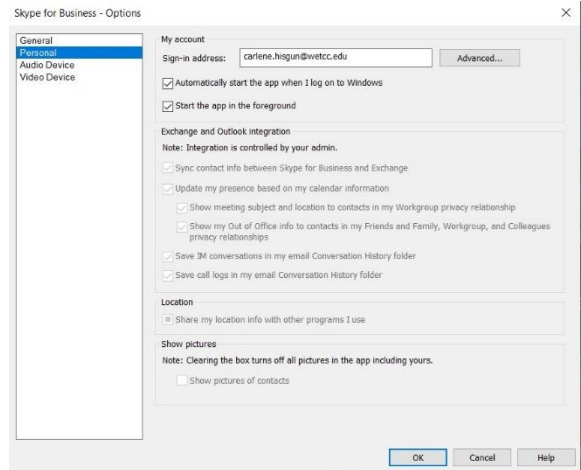 Skype for Business - Options
General
Personal
Audio Device
Video Device
My account
Sign-in address:
carlene.hisgun@wetcc.edu
Advanced...
Automatically start the app when I log on to Windows
Start the app in the foreground
Exchange and Outlook integration
Note: Integration is controlled by your admin.
Sync contact info between Skype for Business and Exchange
Update my presence based on my calendar information
Show meeting subject and location to contacts in my Workgroup privacy relationship
Show my Out of Office info to contacts in my Friends and Family, Workgroup, and Colleagues
privacy relationships
Save IM conversations in my email Conversation History folder
Save call logs in my email Conversation History folder
Location
Share my location info with other programs I use
Show pictures
Note: Clearing the box turns off all pictures in the app including yours.
Show pictures of contacts
OK
Cancel
Help